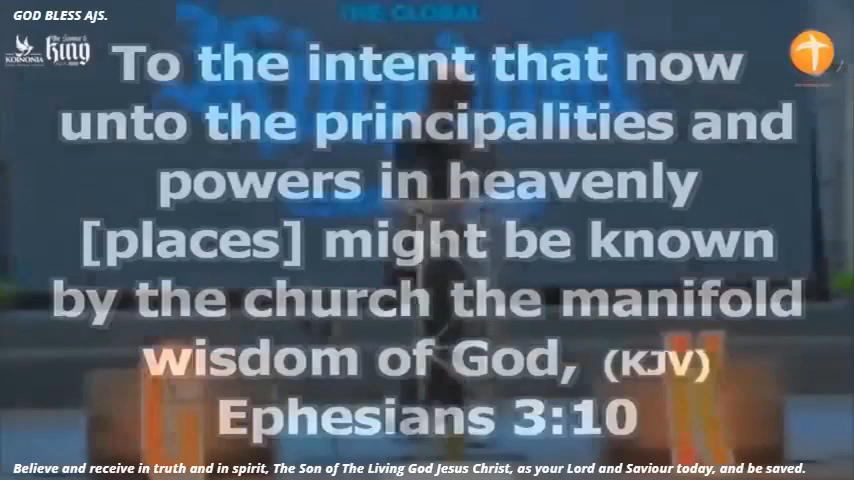 GOD BLESS AJS.
THE GLOBAL
KOINONIA
King
To the intent that now
unto the principalities and
powers in heavenly
[places] might be known
by the church the manifold
wisdom of God, (KJV)
Ephesians 3:10
Believe and receive in truth and in spirit, The Son of The Living God Jesus Christ, as your Lord and Saviour today, and be saved.